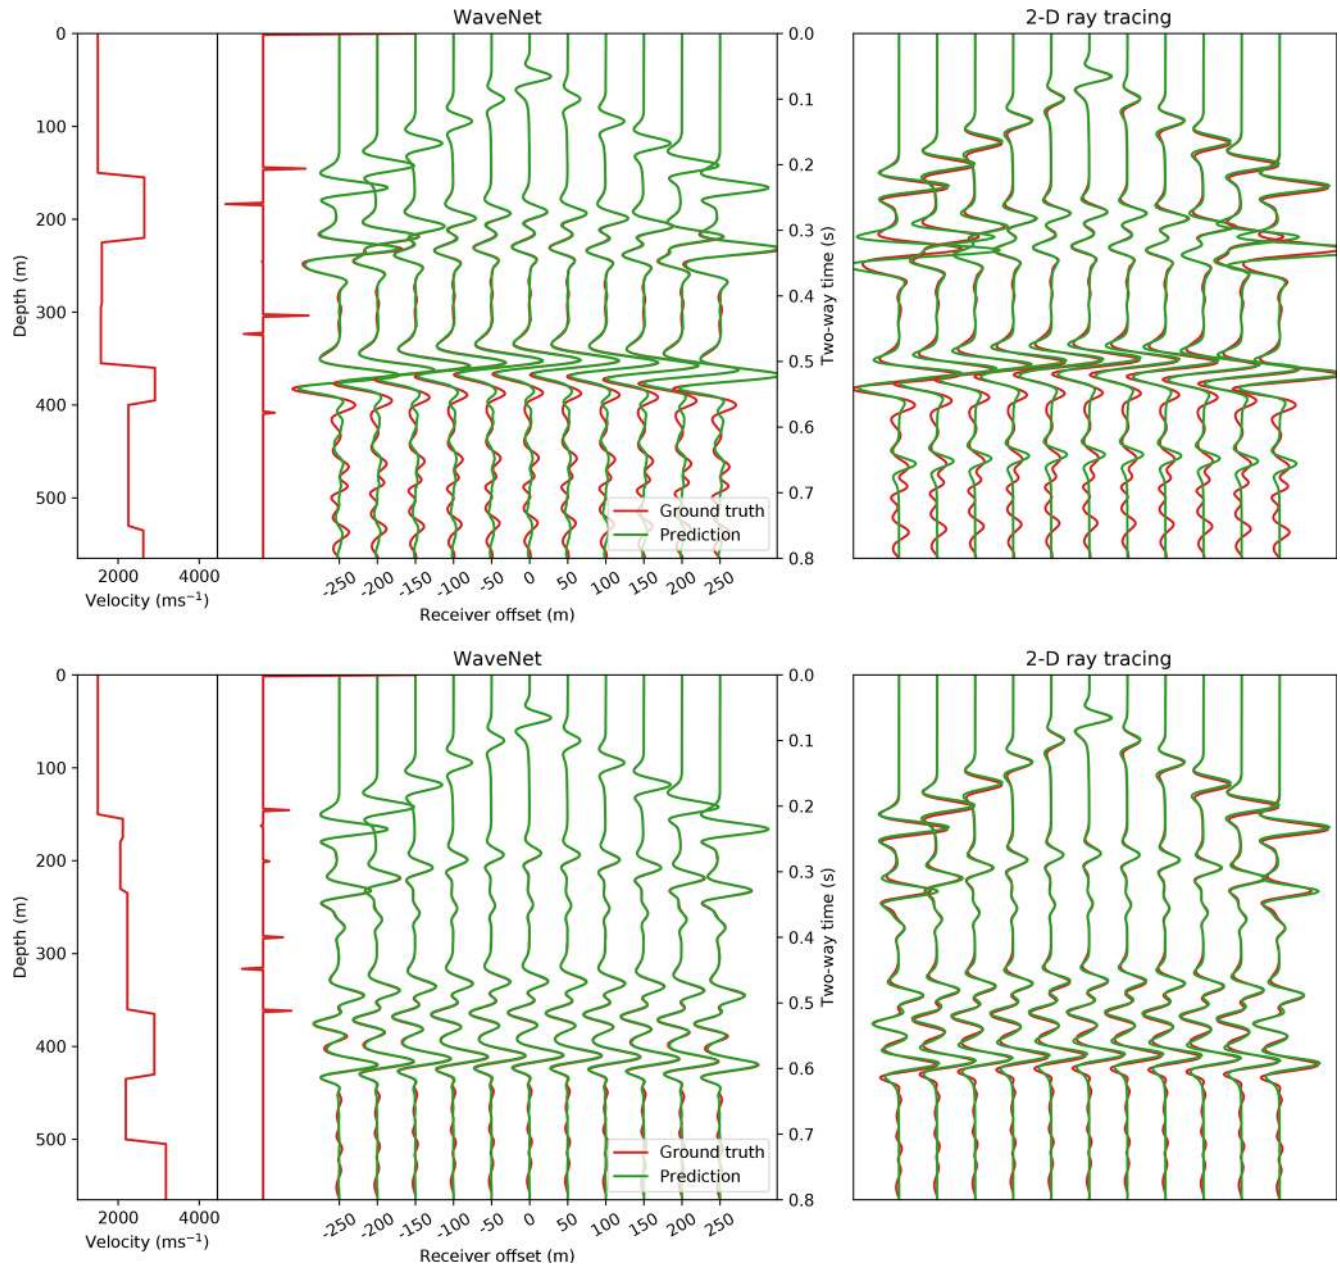 WaveNet
2-D ray tracing
0
100
200
300
400
500
Depth (m)
0.0
0.1
0.2
0.3
0.4
0.5
0.6
0.7
0.8
Two-way time (s)
Ground truth
Prediction
2000 4000
Velocity (ms⁻¹)
-250 -200 -150 -100 -50 0 50 100 150 200 250
Receiver offset (m)
WaveNet
2-D ray tracing
0
100
200
300
400
500
Depth (m)
0.0
0.1
0.2
0.3
0.4
0.5
0.6
0.7
0.8
Two-way time (s)
Ground truth
Prediction
2000 4000
Velocity (ms⁻¹)
-250 -200 -150 -100 -50 0 50 100 150 200 250
Receiver offset (m)